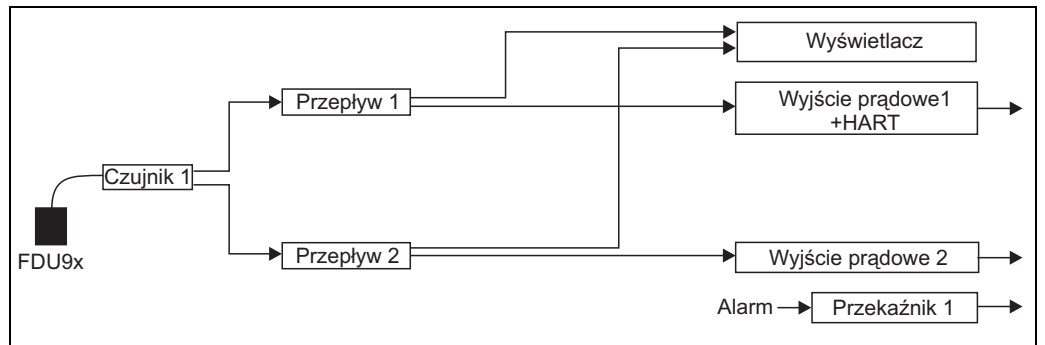 Wyświetlacz
Przepływ 1
Wyjście prądowe1
+HART
Czujnik 1
FDU9x
Przepływ 2
Wyjście prądowe 2
Alarm
Przekaźnik 1